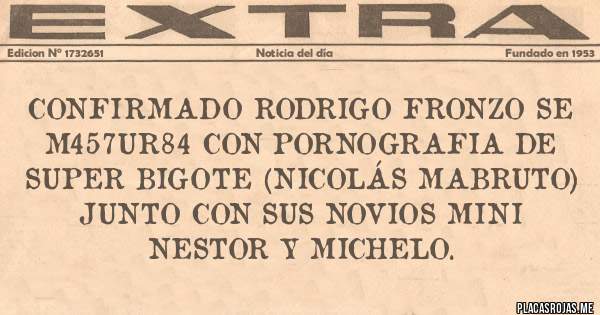 EXTRA
Edicion Nº 1732651 Noticia del día Fundado en 1953
CONFIRMADO RODRIGO FRONZO SE
M457UR84 CON PORNOGRAFIA DE
SUPER BIGOTE (NICOLÁS MABRUTO)
JUNTO CON SUS NOVIOS MINI
NESTOR Y MICHELO.
PLACASROJAS.ME